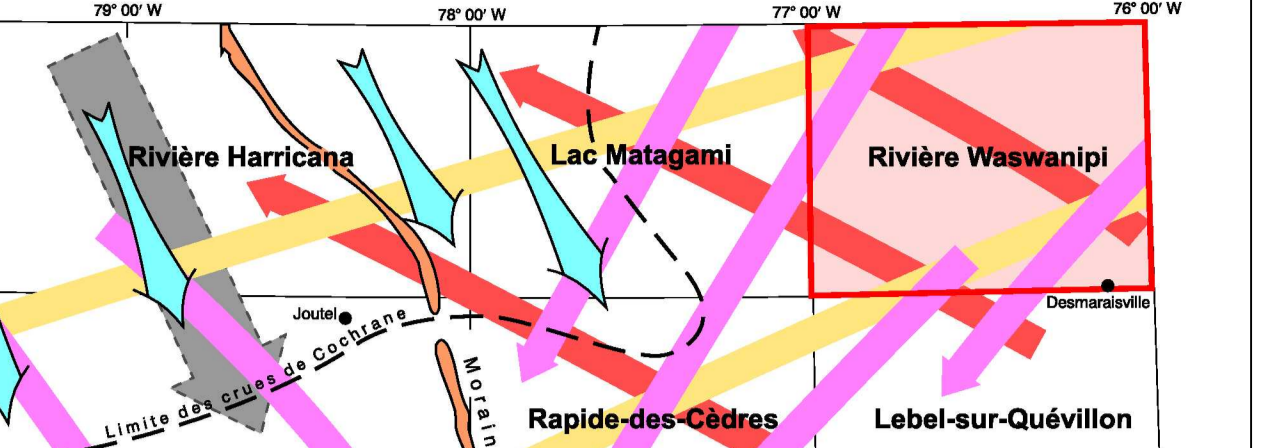 79° 00' W
78° 00' W
77° 00' W
76° 00' W
Rivière Harricana
Lac Matagami
Rivière Waswanipi
Joutel
Desmaraisville
Limite des crues de Cochrane
Morain
Rapide-des-Cèdres
Lebel-sur-Quévillon